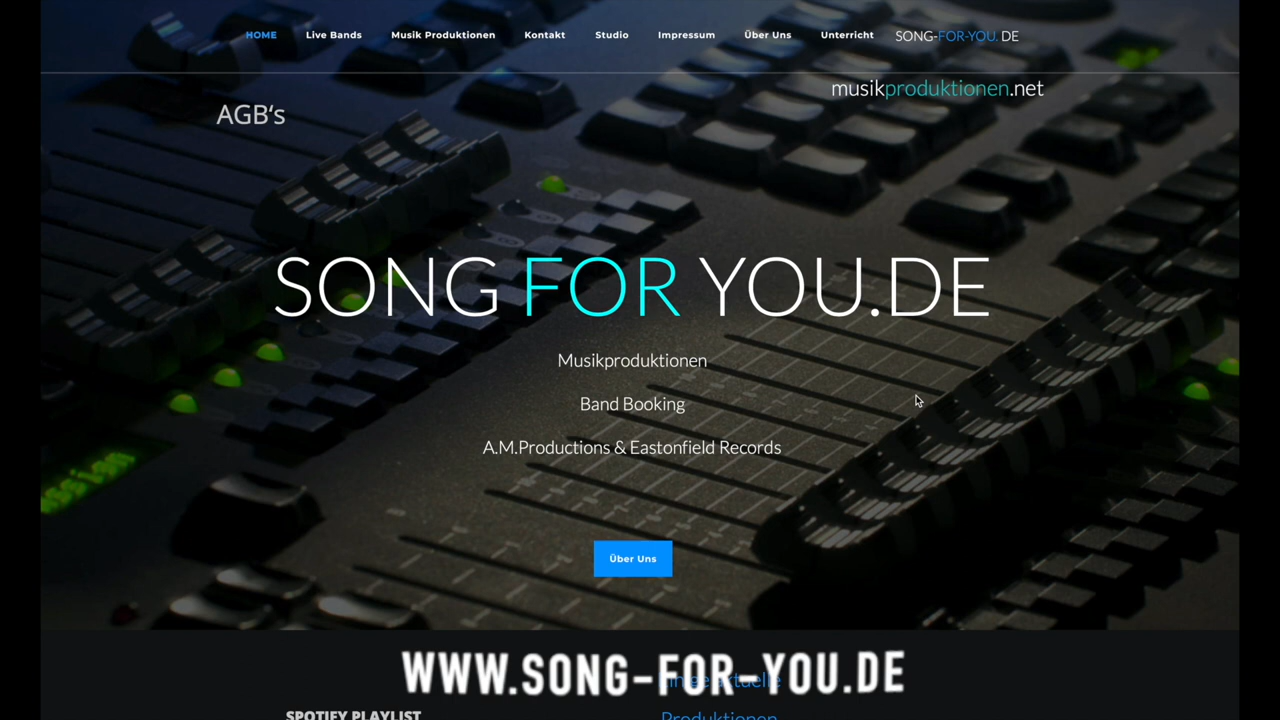 HOME Live Bands Musik Produktionen Kontakt Studio Impressum Über Uns Unterricht SONG-FOR-YOU. DE
musikproduktionen.net
AGB‘s
SONG FOR YOU.DE
Musikproduktionen
Band Booking
A.M.Productions & Eastonfield Records
Über Uns
WWW.SONG-FOR-YOU.DE
SPOTIFY PLAYLIST
Produktionen